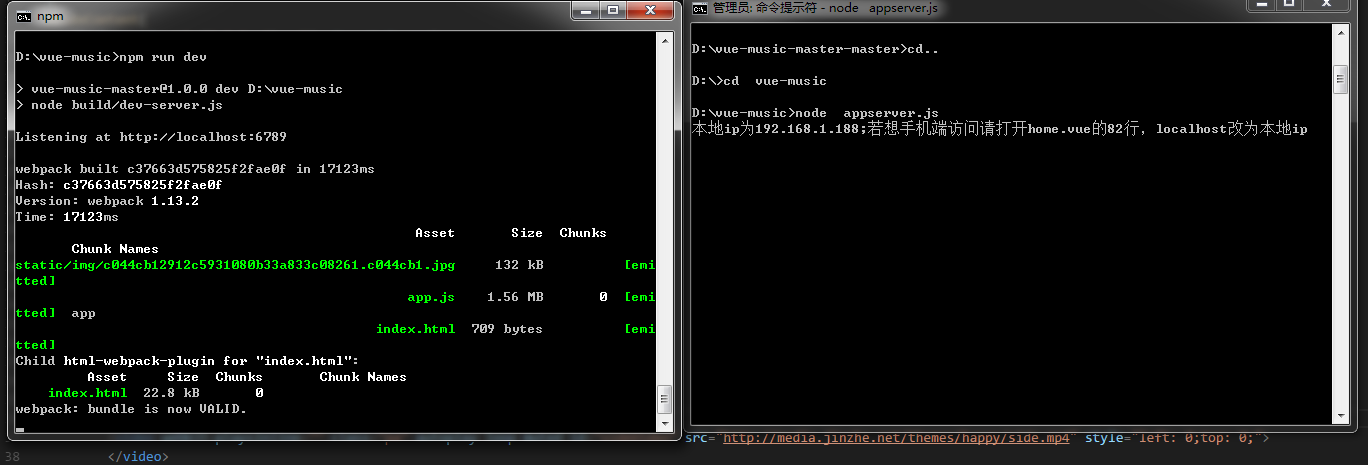 npm
D:\vue-music>npm run dev
> vue-music-master@1.0.0 dev D:\vue-music
> node build/dev-server.js
Listening at http://localhost:6789
webpack built c37663d575825f2fae0f in 17123ms
Hash: c37663d575825f2fae0f
Version: webpack 1.13.2
Time: 17123ms
Asset Size Chunks
Chunk Names
static/img/c044cb12912c5931080b33a833c08261.c044cb1.jpg 132 kB [emi
tted]
app.js 1.56 MB 0 [emi
tted] app
index.html 709 bytes [emi
tted]
Child html-webpack-plugin for "index.html":
Asset Size Chunks Chunk Names
index.html 22.8 kB 0
webpack: bundle is now VALID.
管理员: 命令提示符 - node appserver.js
D:\vue-music-master-master>cd..
D:\>cd vue-music
D:\vue-music>node appserver.js
本地ip为192.168.1.188;若想手机端访问请打开home.vue的82行，localhost改为本地ip
src="http://media.jinzhe.net/themes/happy/side.mp4" style="left: 0;top: 0;">
38 </video>